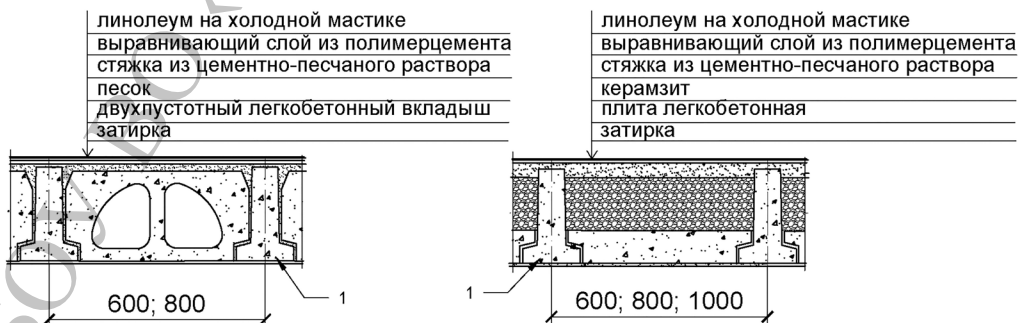 линолеум на холодной мастике
выравнивающий слой из полимерцемента
стяжка из цементно-песчаного раствора
песок
двухпустотный легкобетонный вкладыш
затирка
1
600; 800
линолеум на холодной мастике
выравнивающий слой из полимерцемента
стяжка из цементно-песчаного раствора
керамзит
плита легкобетонная
затирка
1
600; 800; 1000